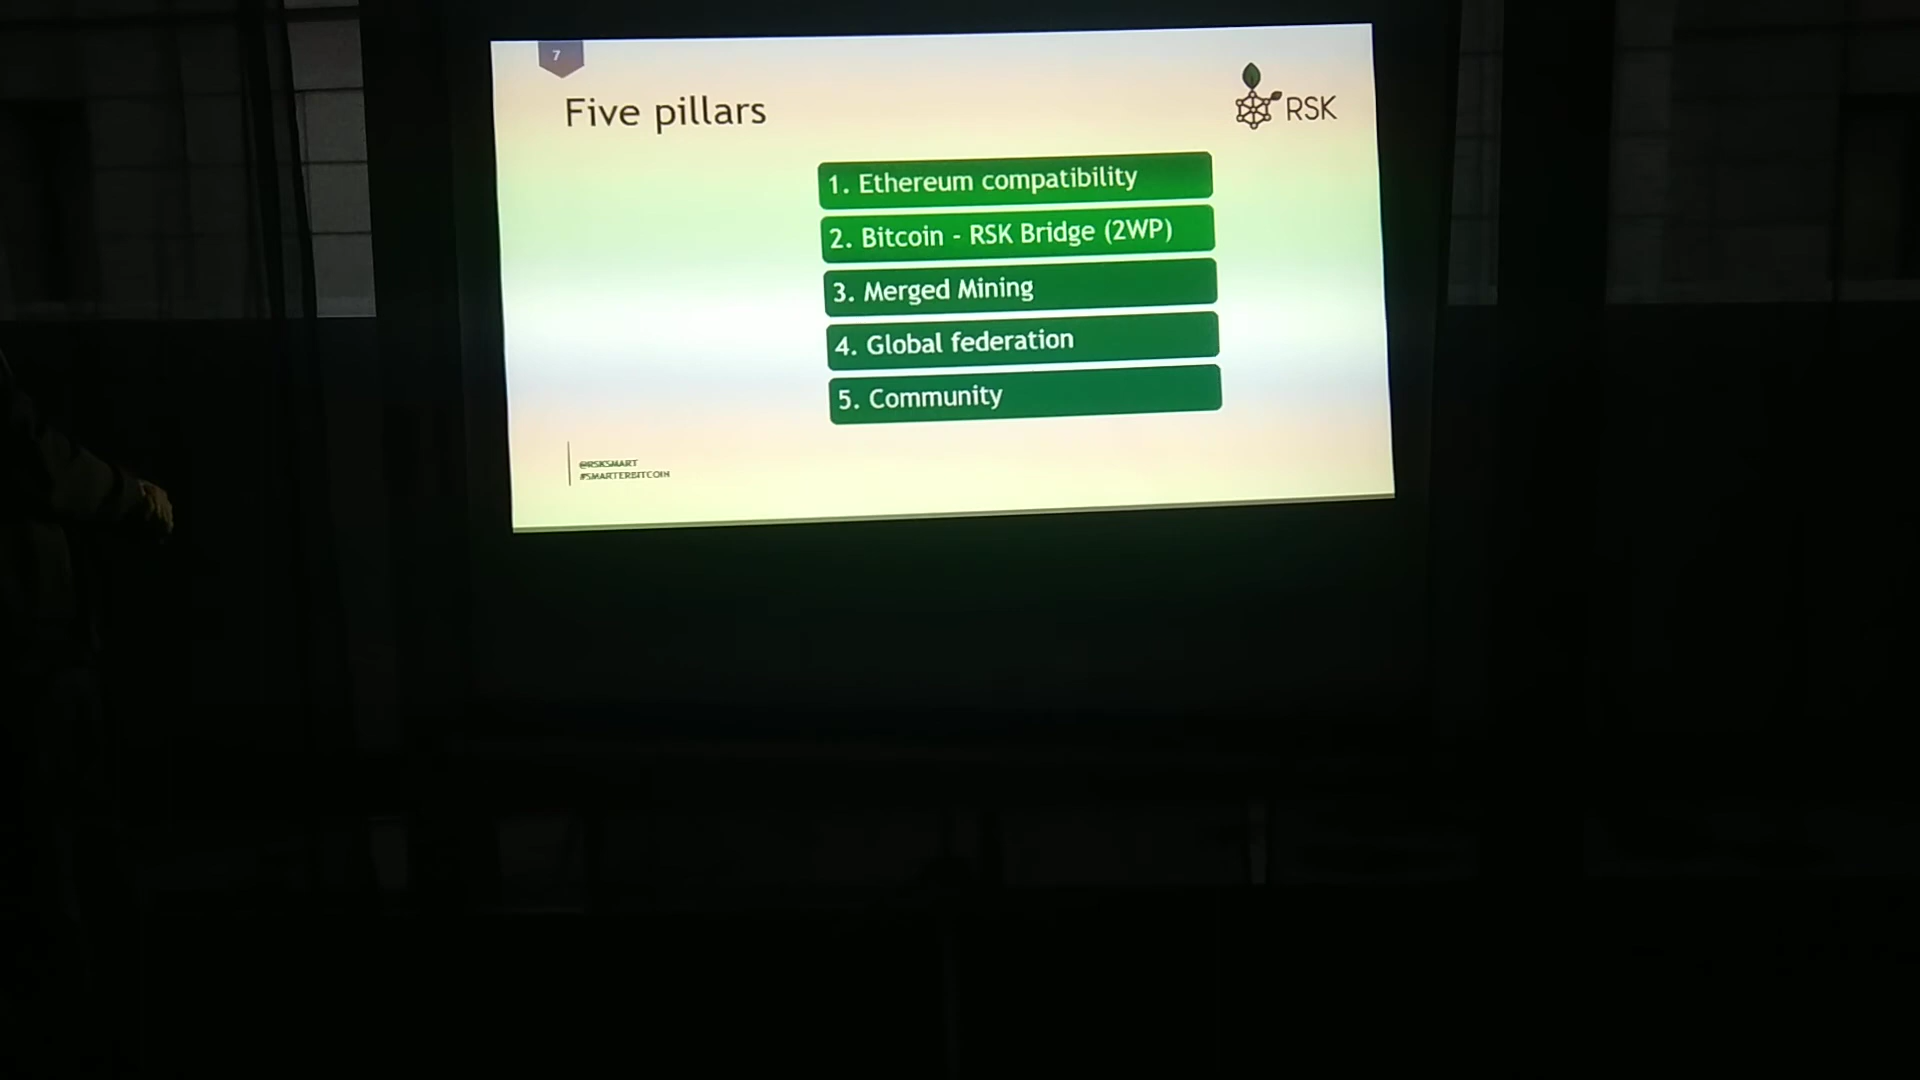 7
Five pillars
RSK
1. Ethereum compatibility
2. Bitcoin - RSK Bridge (2WP)
3. Merged Mining
4. Global federation
5. Community
@RSKSMART
#SMARTERBITCOIN